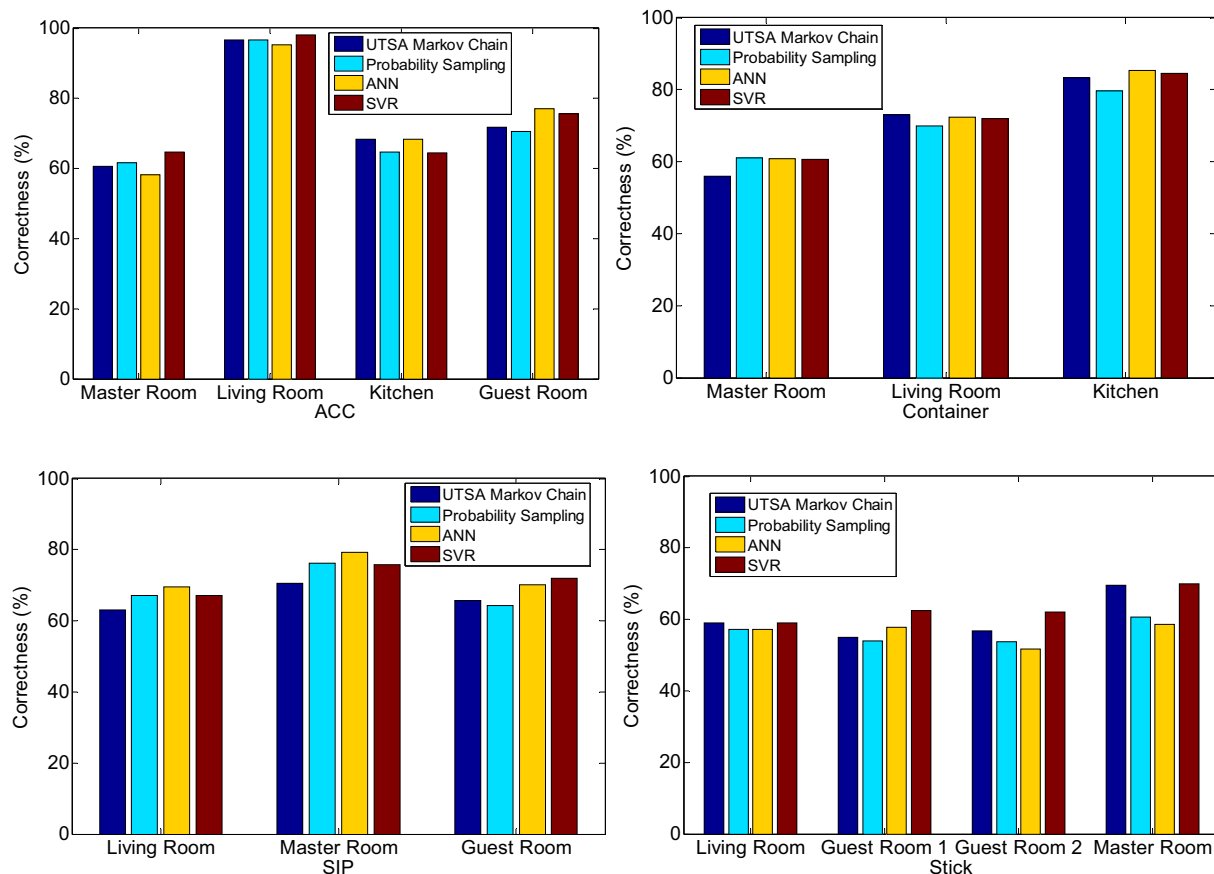 100
80
60
40
20
0
Correctness (%)
UTSA Markov Chain
Probability Sampling
ANN
SVR
Master Room
Living Room
Kitchen
Guest Room
ACC
100
80
60
40
20
0
Correctness (%)
UTSA Markov Chain
Probability Sampling
ANN
SVR
Master Room
Living Room
Kitchen
Container
100
80
60
40
20
0
Correctness (%)
UTSA Markov Chain
Probability Sampling
ANN
SVR
Living Room
Master Room
Guest Room
SIP
100
80
60
40
20
0
Correctness (%)
UTSA Markov Chain
Probability Sampling
ANN
SVR
Living Room
Guest Room 1
Guest Room 2
Master Room
Stick